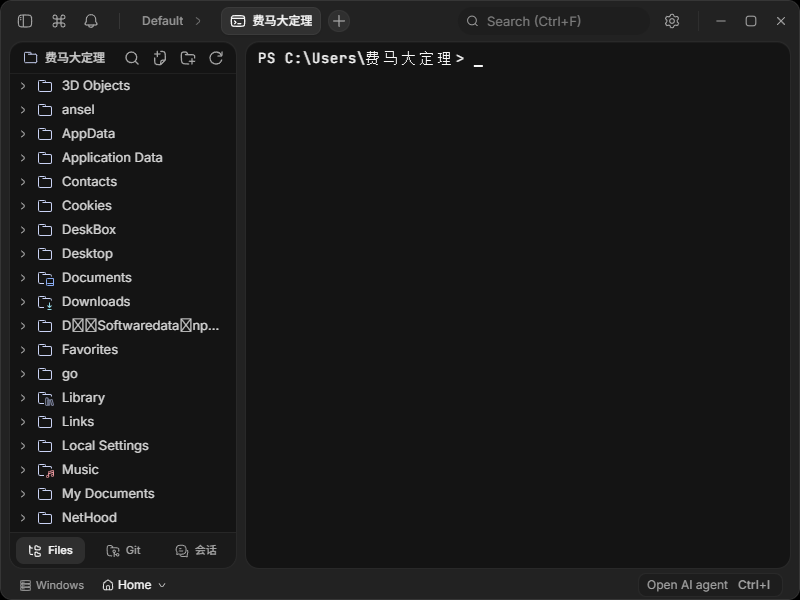 Default
费马大定理
Search (Ctrl+F)
费马大定理
3D Objects
ansel
AppData
Application Data
Contacts
Cookies
DeskBox
Desktop
Documents
Downloads
Softwaredata
Favorites
go
Library
Links
Local Settings
Music
My Documents
NetHood
Files
Git
会话
PS C:\Users\费马大定理> _
Windows
Home
Open AI agent Ctrl+I